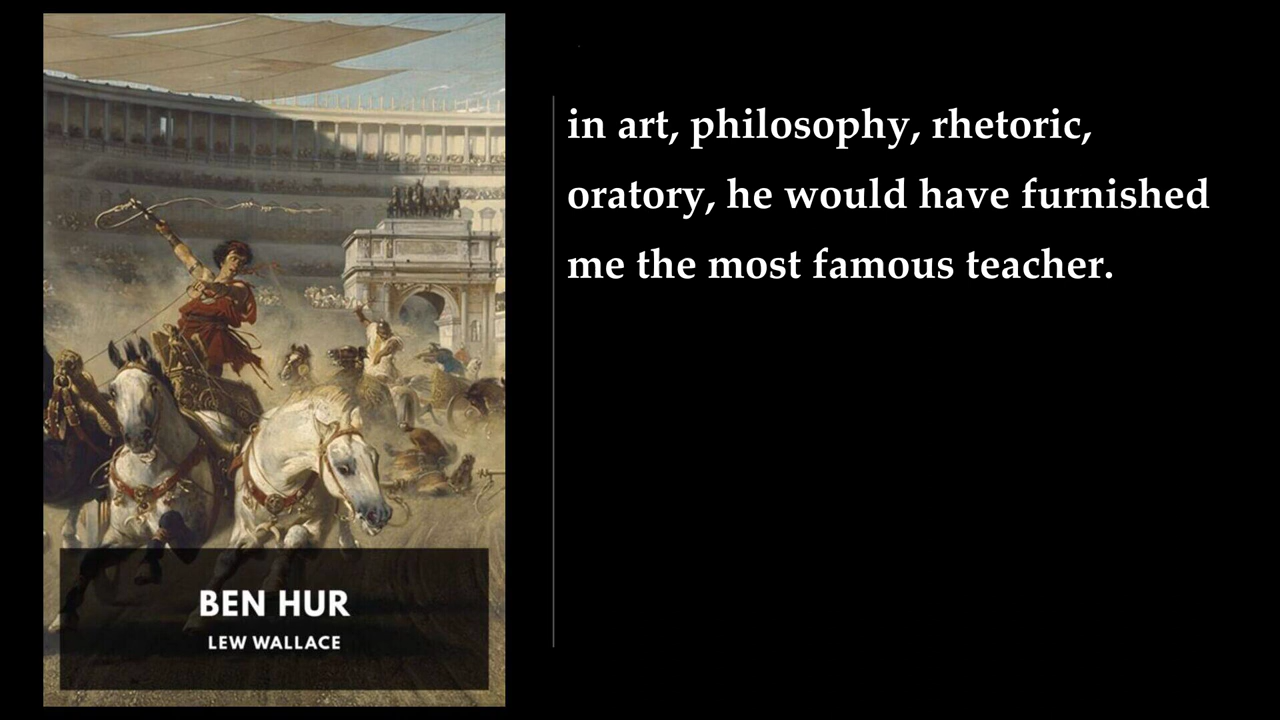 in art, philosophy, rhetoric,
oratory, he would have furnished
me the most famous teacher.
BEN HUR
LEW WALLACE